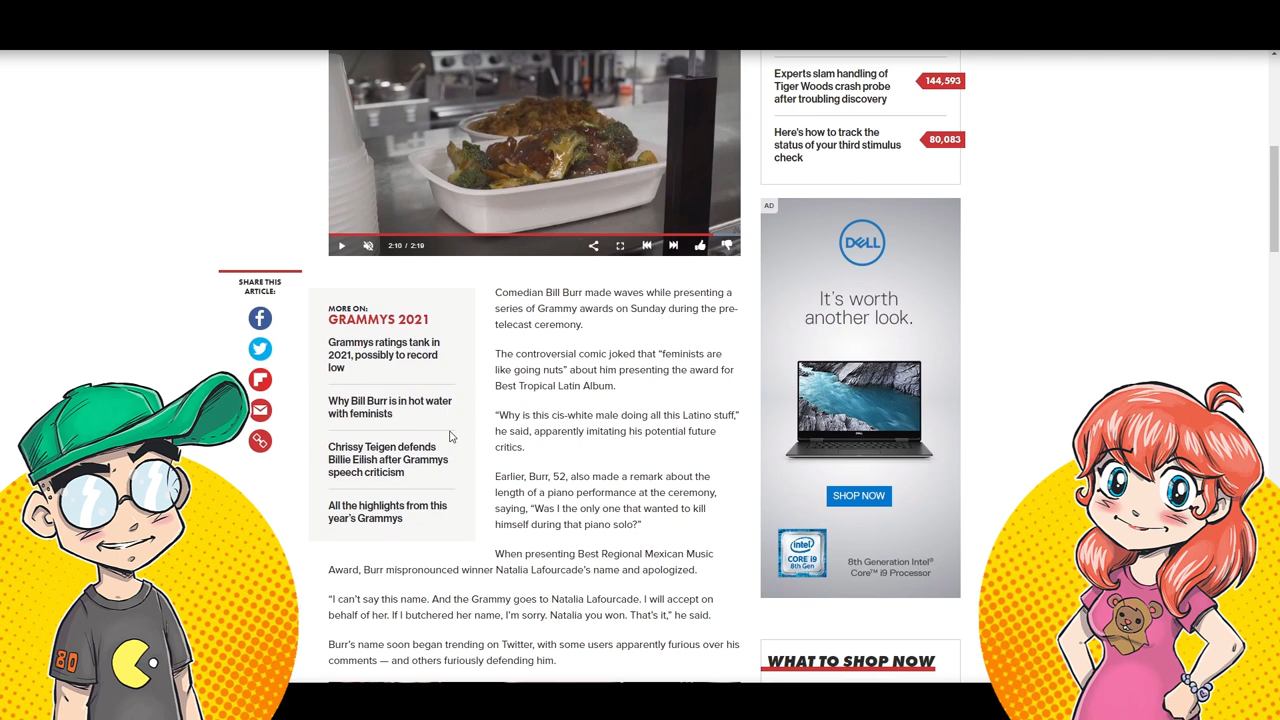 Experts slam handling of
Tiger Woods crash probe
after troubling discovery
144,593
Here's how to track the
status of your third stimulus
check
80,083
2:10 / 2:19
SHARE THIS
ARTICLE:
MORE ON:
GRAMMYS 2021
Grammys ratings tank in
2021, possibly to record
low
Why Bill Burr is in hot water
with feminists
Chrissy Teigen defends
Billie Eilish after Grammys
speech criticism
All the highlights from this
year's Grammys
Comedian Bill Burr made waves while presenting a
series of Grammy awards on Sunday during the pre-
telecast ceremony.
The controversial comic joked that “feminists are
like going nuts” about him presenting the award for
Best Tropical Latin Album.
“Why is this cis-white male doing all this Latino stuff,”
he said, apparently imitating his potential future
critics.
Earlier, Burr, 52, also made a remark about the
length of a piano performance at the ceremony,
saying, “Was I the only one that wanted to kill
himself during that piano solo?”
When presenting Best Regional Mexican Music
Award, Burr mispronounced winner Natalia Lafourcade’s name and apologized.
“I can’t say this name. And the Grammy goes to Natalia Lafourcade. I will accept on
behalf of her. If I butchered her name, I’m sorry. Natalia you won. That’s it,” he said.
Burr’s name soon began trending on Twitter, with some users apparently furious over his
comments — and others furiously defending him.
AD
DELL
It's worth
another look.
SHOP NOW
intel
CORE i9
8th Gen
8th Generation Intel®
Core™ i9 Processor
WHAT TO SHOP NOW
80